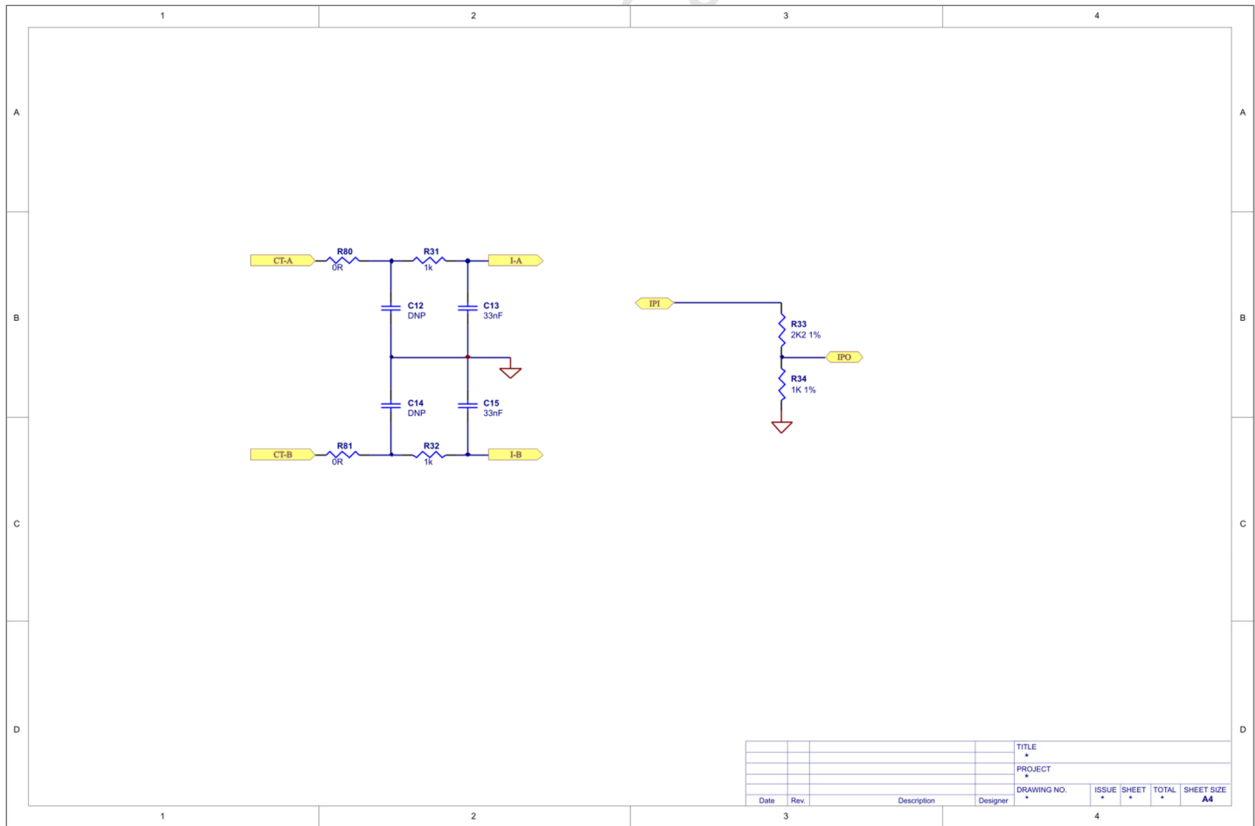 1 2 3 4
A A
R80 R31
CT-A I-A
0R 1k
IPI
C12 C13
DNP 33nF
B B
R33
2K2 1%
IPO
R34
1K 1%
C14 C15
DNP 33nF
R81 R32
CT-B I-B
0R 1k
C C
D D
TITLE
*
PROJECT
*
DRAWING NO. ISSUE SHEET TOTAL SHEET SIZE
* * * * A4
Date Rev. Description Designer
1 2 3 4